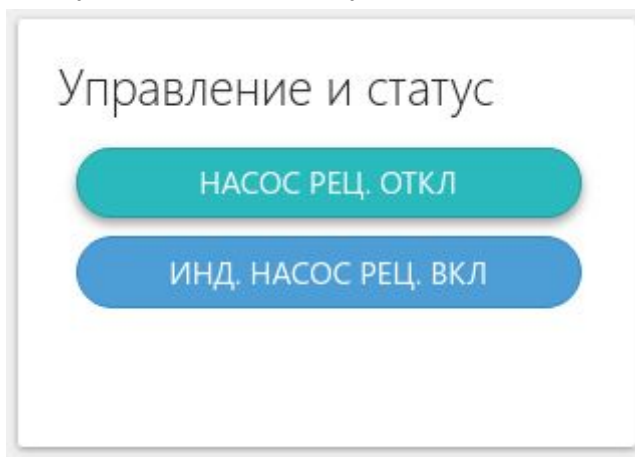 Управление и статус
НАСОС РЕЦ. ОТКЛ
ИНД. НАСОС РЕЦ. ВКЛ